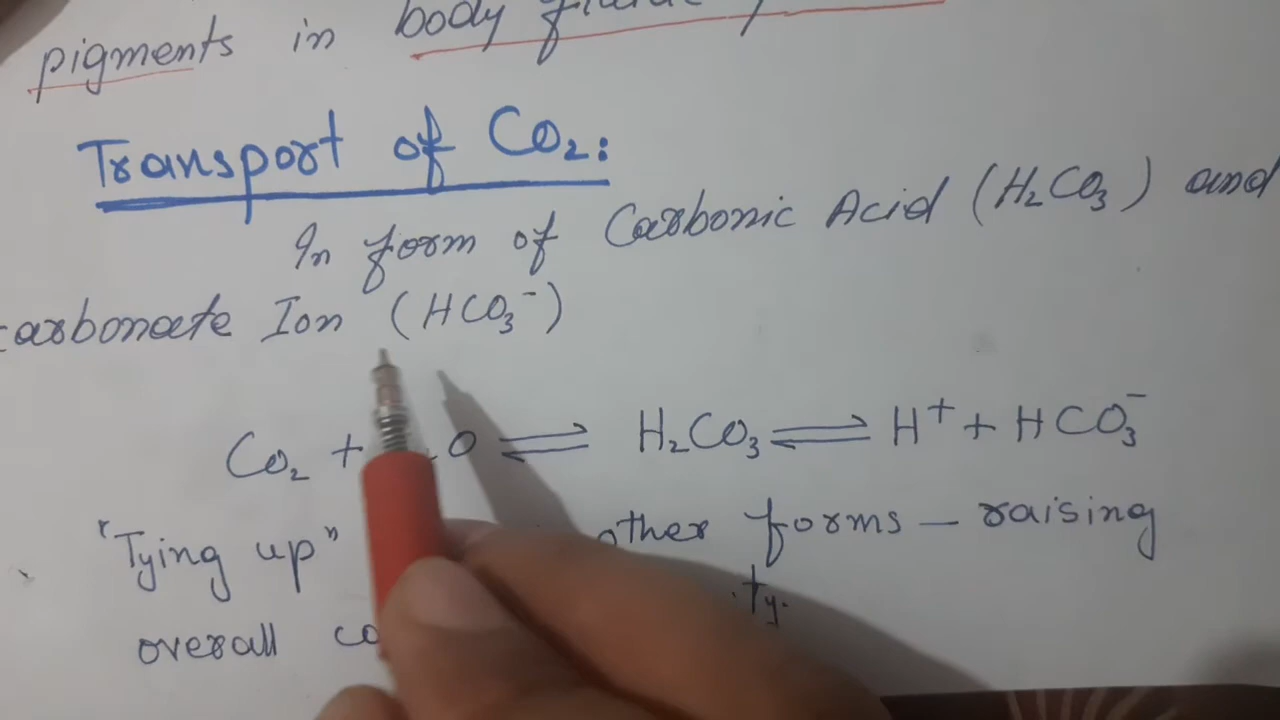 pigments in body
Transport of CO₂:
In form of Carbonic Acid (H₂CO₃) and
carbonate Ion (HCO₃⁻)
CO₂ + O ⇌ H₂CO₃ ⇌ H⁺ + HCO₃⁻
"Tying up" other forms – raising
overall